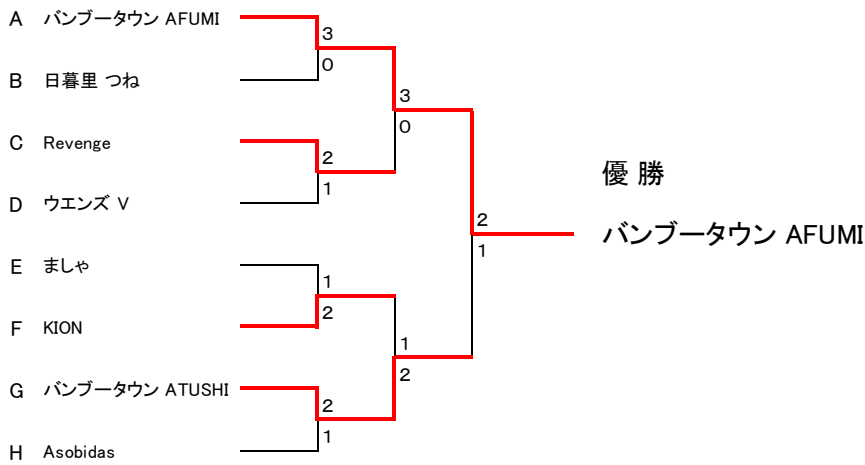 A バンブータウン AFUMI
3
0
B 日暮里 つね
3
0
C Revenge
2
1
D ウエンズ V
優 勝
2
1
バンブータウン AFUMI
E ましゃ
1
2
F KION
1
2
G バンブータウン ATUSHI
2
1
H Asobidas